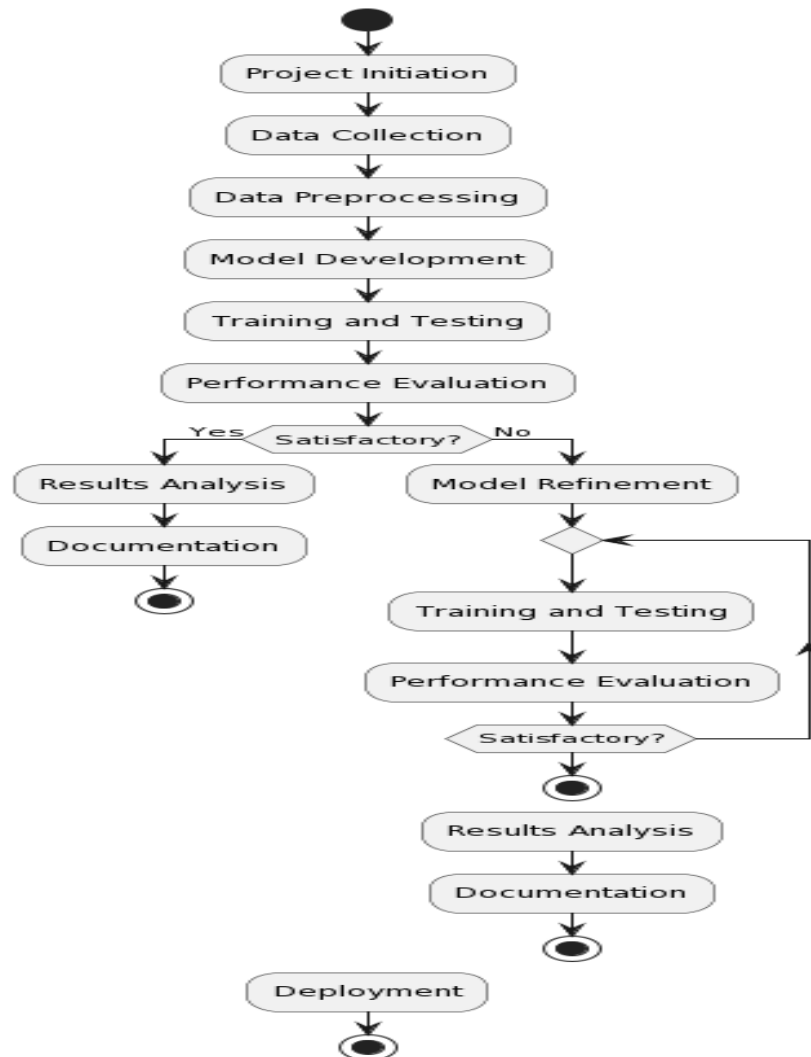 Project Initiation
Data Collection
Data Preprocessing
Model Development
Training and Testing
Performance Evaluation
Yes
Satisfactory?
No
Results Analysis
Model Refinement
Documentation
Training and Testing
Performance Evaluation
Satisfactory?
Results Analysis
Documentation
Deployment